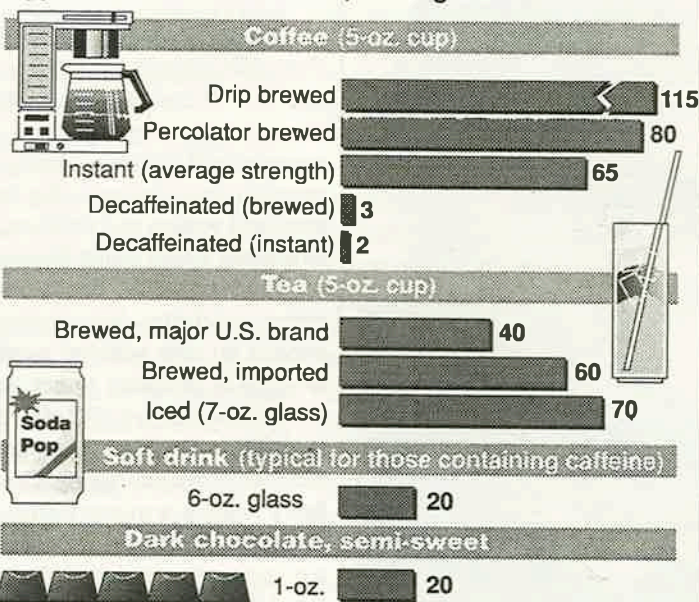 Coffee (5-oz. cup)
Drip brewed 115
Percolator brewed 80
Instant (average strength) 65
Decaffeinated (brewed) 3
Decaffeinated (instant) 2
Tea (5-oz. cup)
Brewed, major U.S. brand 40
Brewed, imported 60
Iced (7-oz. glass) 70
Soda
Pop
Soft drink (typical for those containing caffeine)
6-oz. glass 20
Dark chocolate, semi-sweet
1-oz. 20